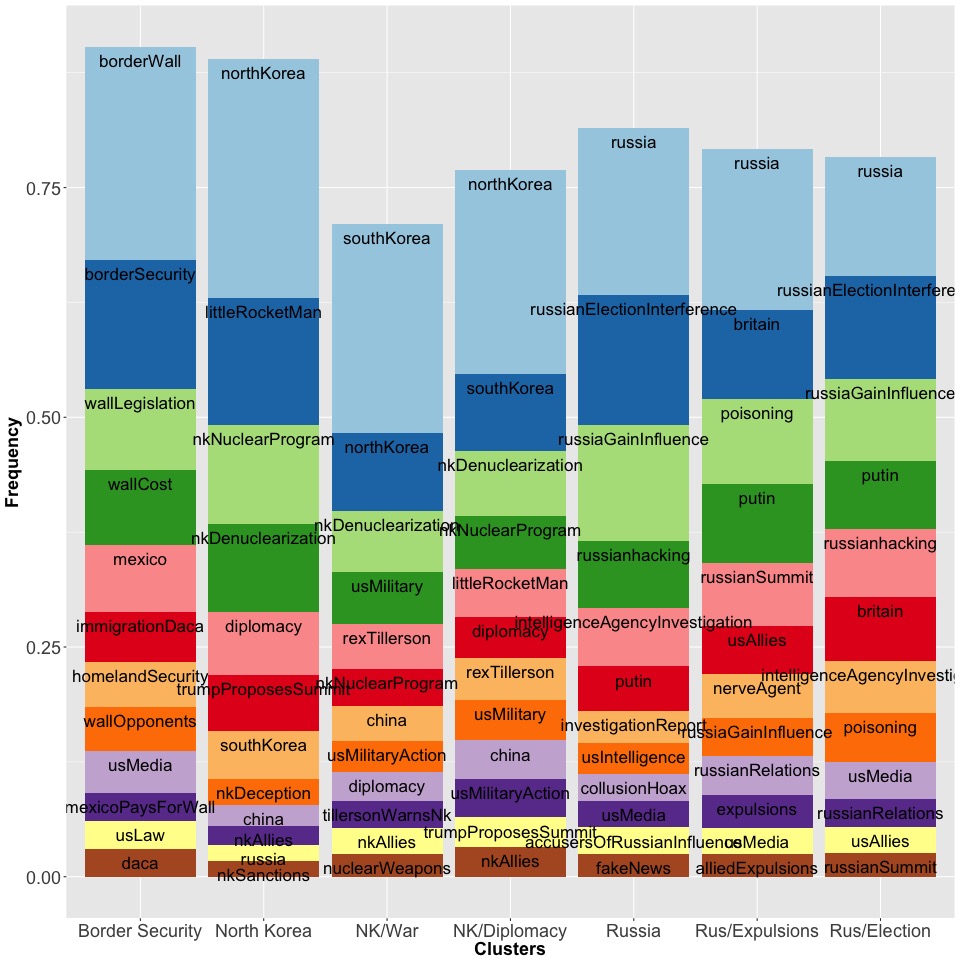 borderWall
borderSecurity
wallLegislation
wallCost
mexico
immigrationDaca
homelandSecurity
wallOpponents
usMedia
mexicoPaysForWall
usLaw
daca
northKorea
littleRocketMan
nkNuclearProgram
nkDenuclearization
diplomacy
trumpProposesSummit
southKorea
nkDeception
china
nkAllies
russia
nkSanctions
southKorea
northKorea
nkDenuclearization
usMilitary
rexTillerson
nkNuclearProgram
china
usMilitaryAction
diplomacy
tillersonWarnsNk
nkAllies
nuclearWeapons
northKorea
southKorea
nkDenuclearization
nkNuclearProgram
littleRocketMan
diplomacy
rexTillerson
usMilitary
china
usMilitaryAction
trumpProposesSummit
nkAllies
russia
russianElectionInterference
russiaGainInfluence
russianhacking
intelligenceAgencyInvestigation
putin
investigationReport
usIntelligence
collusionHoax
usMedia
accusersOfRussianInfluence
fakeNews
russia
britain
poisoning
putin
russianSummit
usAllies
nerveAgent
russiaGainInfluence
russianRelations
expulsions
usMedia
alliedExpulsions
russia
russianElectionInterfere
russiaGainInfluence
putin
russianhacking
britain
intelligenceAgencyInvesti
poisoning
usMedia
russianRelations
usAllies
russianSummit
0.75
0.50
0.25
0.00
Frequency
Border Security North Korea NK/War NK/Diplomacy Russia Rus/Expulsions Rus/Election
Clusters